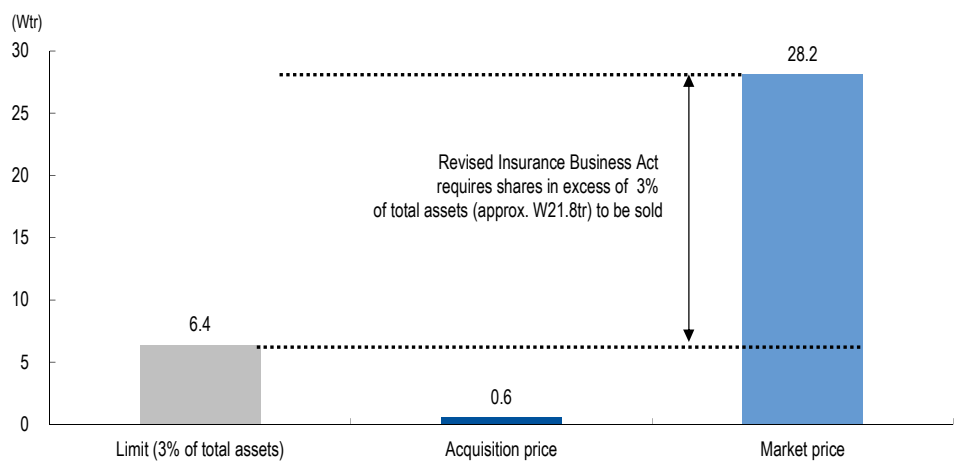 (Wtr)
30
28.2
25
Revised Insurance Business Act
requires shares in excess of 3%
of total assets (approx. W21.8tr) to be sold
20
15
10
6.4
5
0.6
0
Limit (3% of total assets)
Acquisition price
Market price